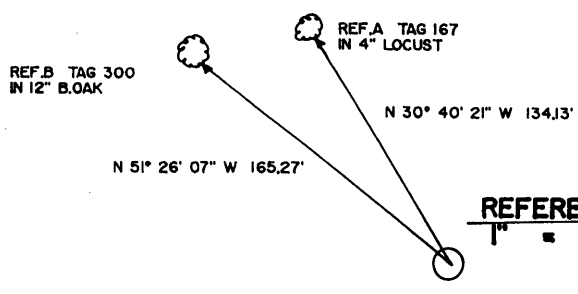 REF.A TAG 167
IN 4" LOCUST
REF.B TAG 300
IN 12" B.OAK
N 30° 40' 21" W 134.13'
N 51° 26' 07" W 165.27'
1" =